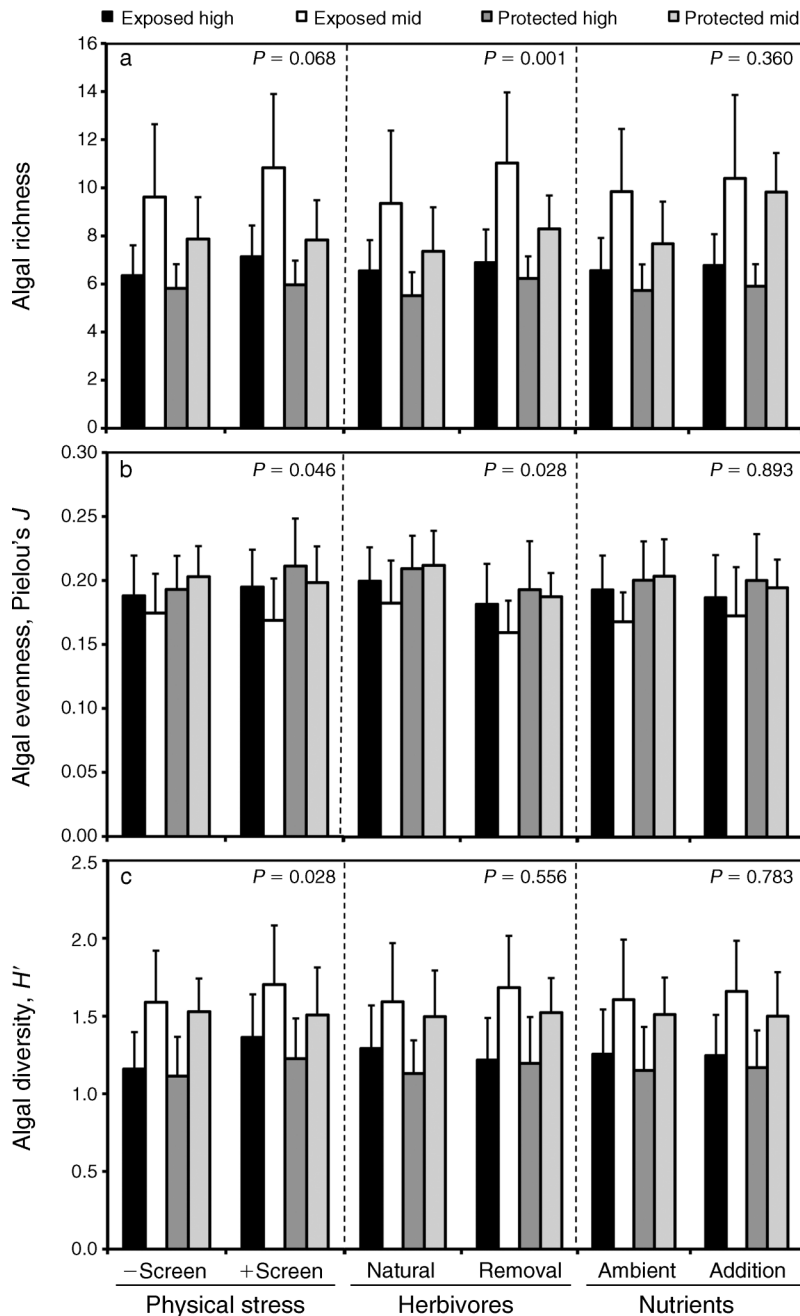 Exposed high Exposed mid Protected high Protected mid
a
P = 0.068 P = 0.001 P = 0.360
Algal richness
16
14
12
10
8
6
4
2
0
b
P = 0.046 P = 0.028 P = 0.893
Algal evenness, Pielou's J
0.30
0.25
0.20
0.15
0.10
0.05
0.00
c
P = 0.028 P = 0.556 P = 0.783
Algal diversity, H′
2.5
2.0
1.5
1.0
0.5
0.0
−Screen +Screen Natural Removal Ambient Addition
Physical stress Herbivores Nutrients